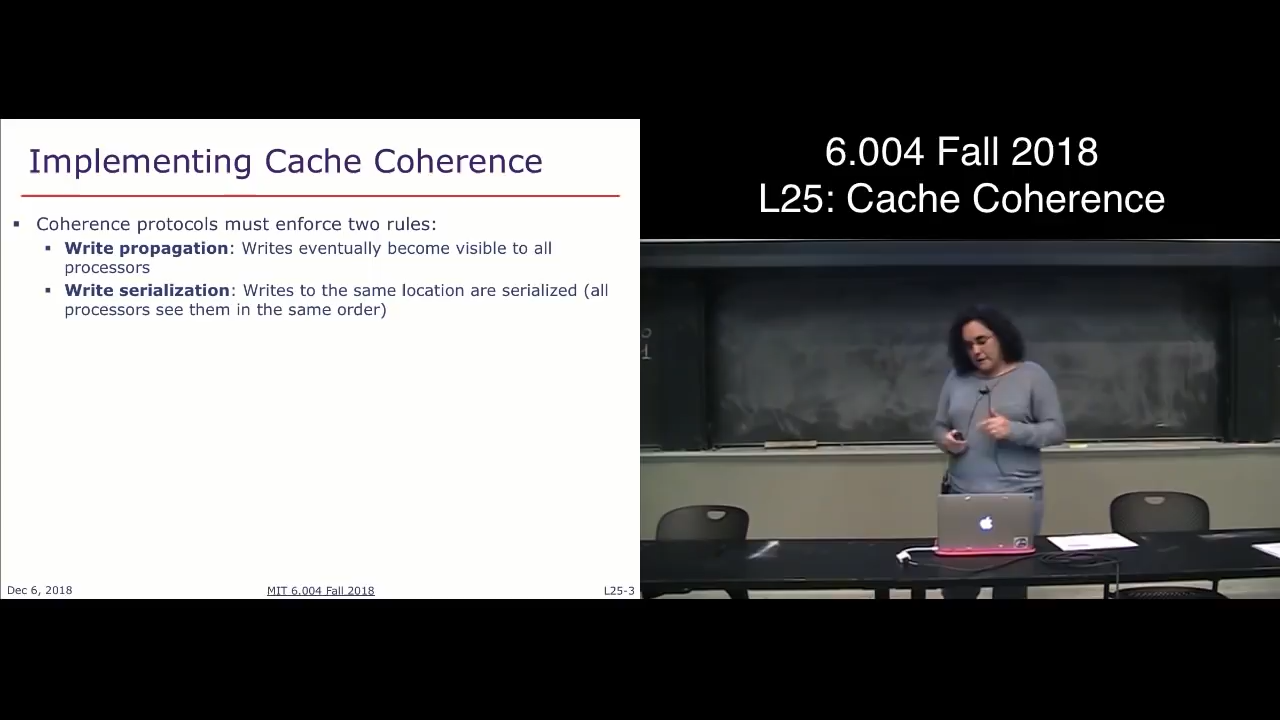 Implementing Cache Coherence
▪ Coherence protocols must enforce two rules:
▪ Write propagation: Writes eventually become visible to all
processors
▪ Write serialization: Writes to the same location are serialized (all
processors see them in the same order)
Dec 6, 2018
MIT 6.004 Fall 2018
L25-3
6.004 Fall 2018
L25: Cache Coherence